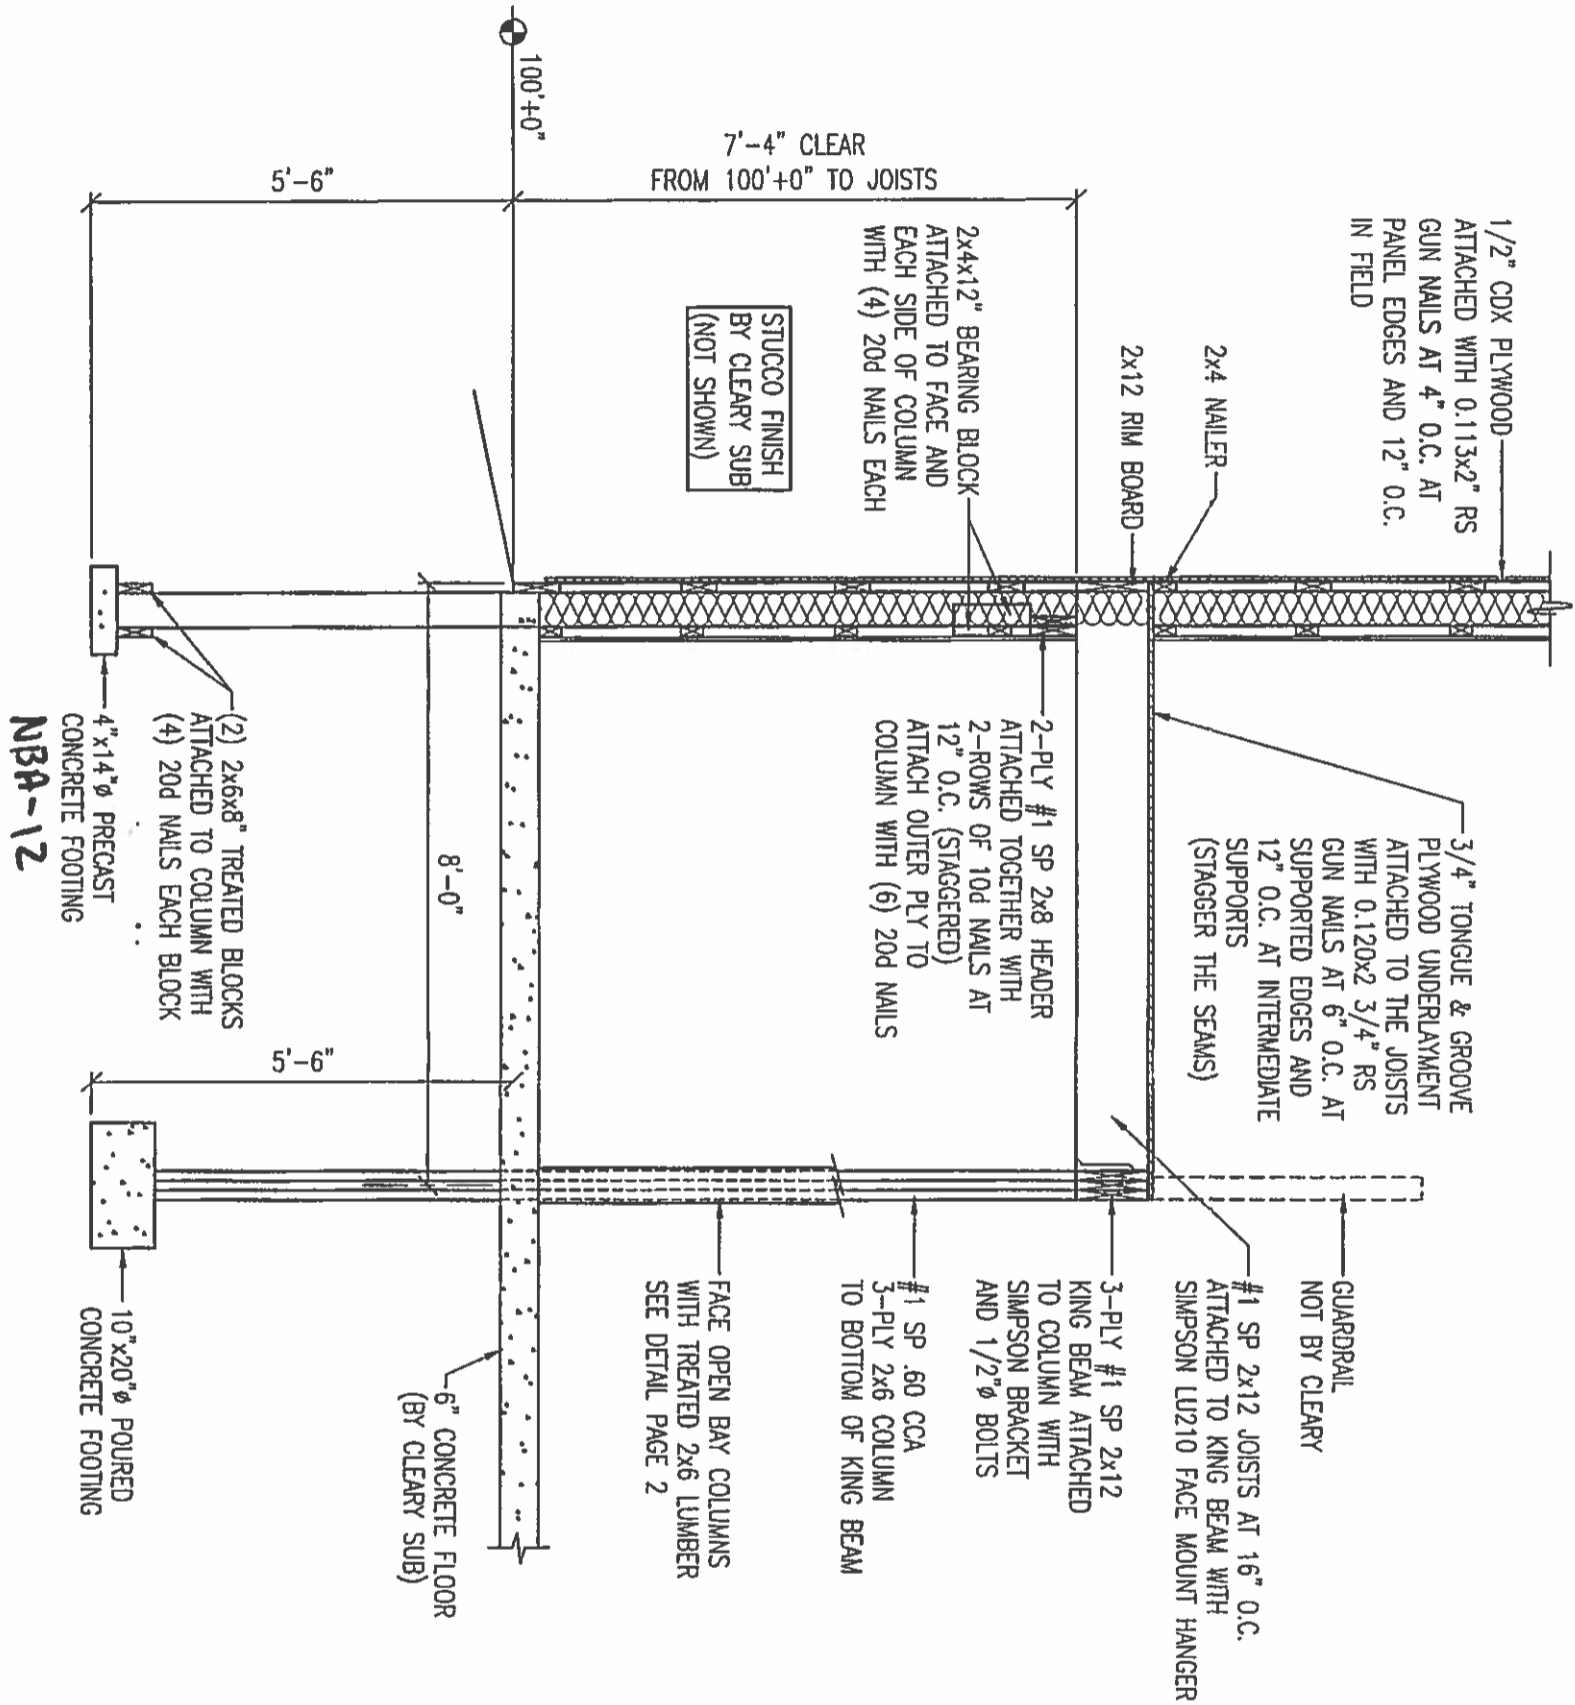 1/2" CDX PLYWOOD
ATTACHED WITH 0.113x2" RS
GUN NAILS AT 4" O.C. AT
PANEL EDGES AND 12" O.C.
IN FIELD
2x4 NAILER
2x12 RIM BOARD
2x4x12" BEARING BLOCK
ATTACHED TO FACE AND
EACH SIDE OF COLUMN
WITH (4) 20d NAILS EACH
STUCCO FINISH
BY CLEARY SUB
(NOT SHOWN)
7'-4" CLEAR
FROM 100'+0" TO JOISTS
100'+0"
5'-6"
3/4" TONGUE & GROOVE
PLYWOOD UNDERLAYMENT
ATTACHED TO THE JOISTS
WITH 0.120x2 3/4" RS
GUN NAILS AT 6" O.C. AT
SUPPORTED EDGES AND
12" O.C. AT INTERMEDIATE
SUPPORTS
(STAGGER THE SEAMS)
2-PLY #1 SP 2x8 HEADER
ATTACHED TOGETHER WITH
2-ROWS OF 10d NAILS AT
12" O.C. (STAGGERED)
ATTACH OUTER PLY TO
COLUMN WITH (6) 20d NAILS
8'-0"
(2) 2x6x8" TREATED BLOCKS
ATTACHED TO COLUMN WITH
(4) 20d NAILS EACH BLOCK
4"x14"ø PRECAST
CONCRETE FOOTING
NBA-12
5'-6"
GUARDRAIL
NOT BY CLEARY
#1 SP 2x12 JOISTS AT 16" O.C.
ATTACHED TO KING BEAM WITH
SIMPSON LU210 FACE MOUNT HANGER
3-PLY #1 SP 2x12
KING BEAM ATTACHED
TO COLUMN WITH
SIMPSON BRACKET
AND 1/2"ø BOLTS
#1 SP .60 CCA
3-PLY 2x6 COLUMN
TO BOTTOM OF KING BEAM
FACE OPEN BAY COLUMNS
WITH TREATED 2x6 LUMBER
SEE DETAIL PAGE 2
6" CONCRETE FLOOR
(BY CLEARY SUB)
10"x20"ø POURED
CONCRETE FOOTING